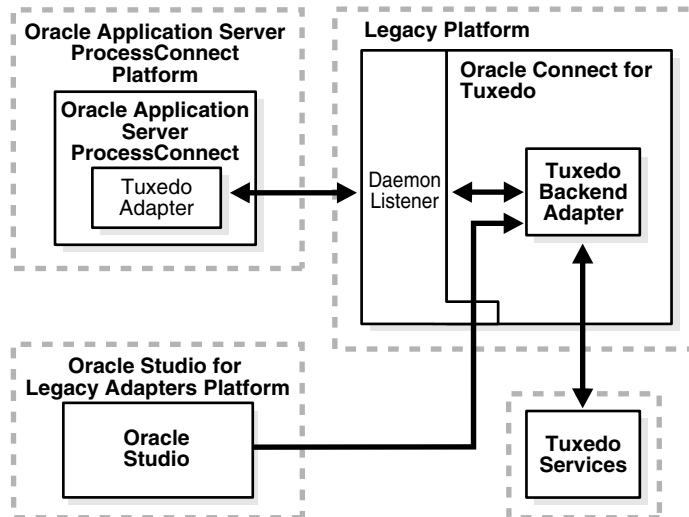 Oracle Application Server
ProcessConnect
Platform
Oracle Application
Server
ProcessConnect
Tuxedo
Adapter
Legacy Platform
Oracle Connect for
Tuxedo
Daemon
Listener
Tuxedo
Backend
Adapter
Oracle Studio for
Legacy Adapters Platform
Oracle
Studio
Tuxedo
Services